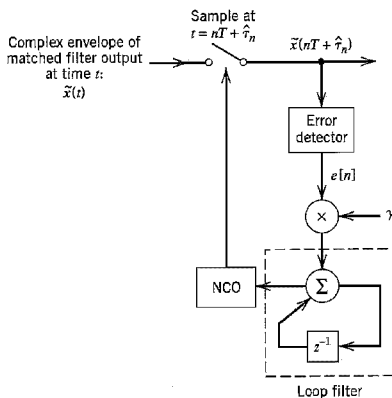 Sample at
t = nT + τ̂ₙ
Complex envelope of
matched filter output
at time t:
x̃(t)
x̃(nT + τ̂ₙ)
Error
detector
e[n]
×
γ
NCO
Σ
z⁻¹
Loop filter